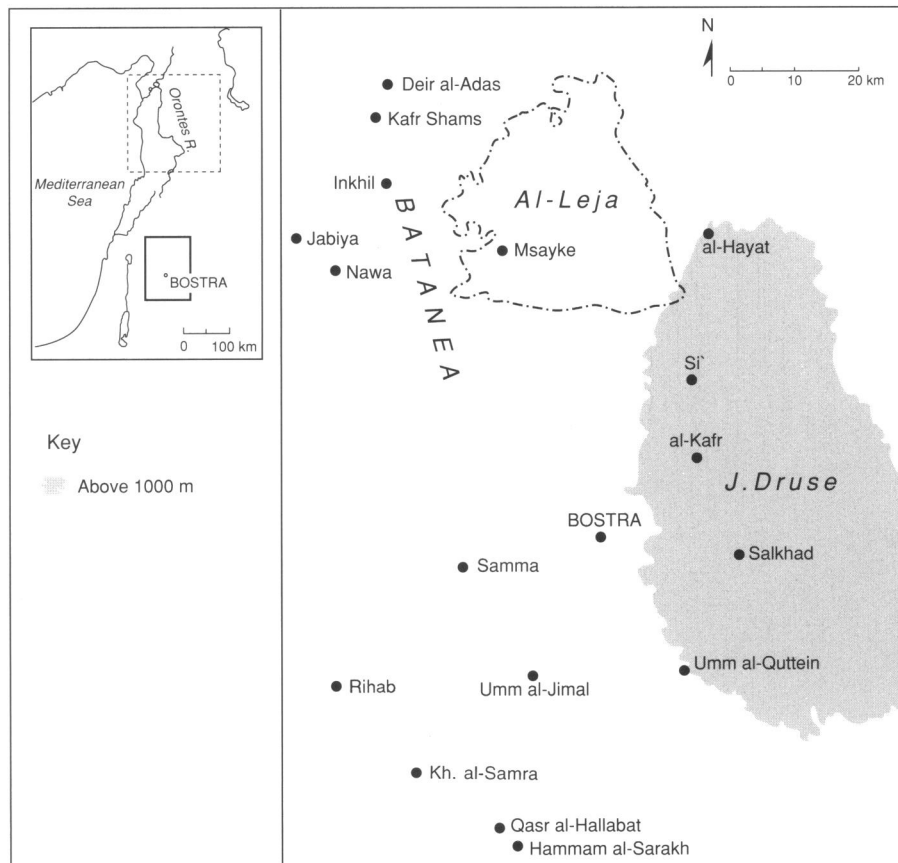 Orontes R.
Mediterranean
Sea
BOSTRA
0 100 km
Key
Above 1000 m
N
0 10 20 km
Deir al-Adas
Kafr Shams
Inkhil
BATANEA
Al-Leja
Jabiya
Msayke
al-Hayat
Nawa
Si`
al-Kafr
J. Druse
BOSTRA
Salkhad
Samma
Umm al-Quttein
Rihab
Umm al-Jimal
Kh. al-Samra
Qasr al-Hallabat
Hammam al-Sarakh